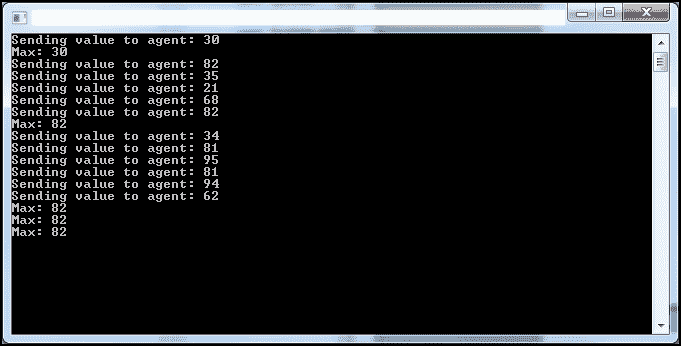 Sending value to agent: 30
Max: 30
Sending value to agent: 82
Sending value to agent: 35
Sending value to agent: 21
Sending value to agent: 68
Sending value to agent: 82
Max: 82
Sending value to agent: 34
Sending value to agent: 81
Sending value to agent: 95
Sending value to agent: 81
Sending value to agent: 94
Sending value to agent: 62
Max: 82
Max: 82
Max: 82